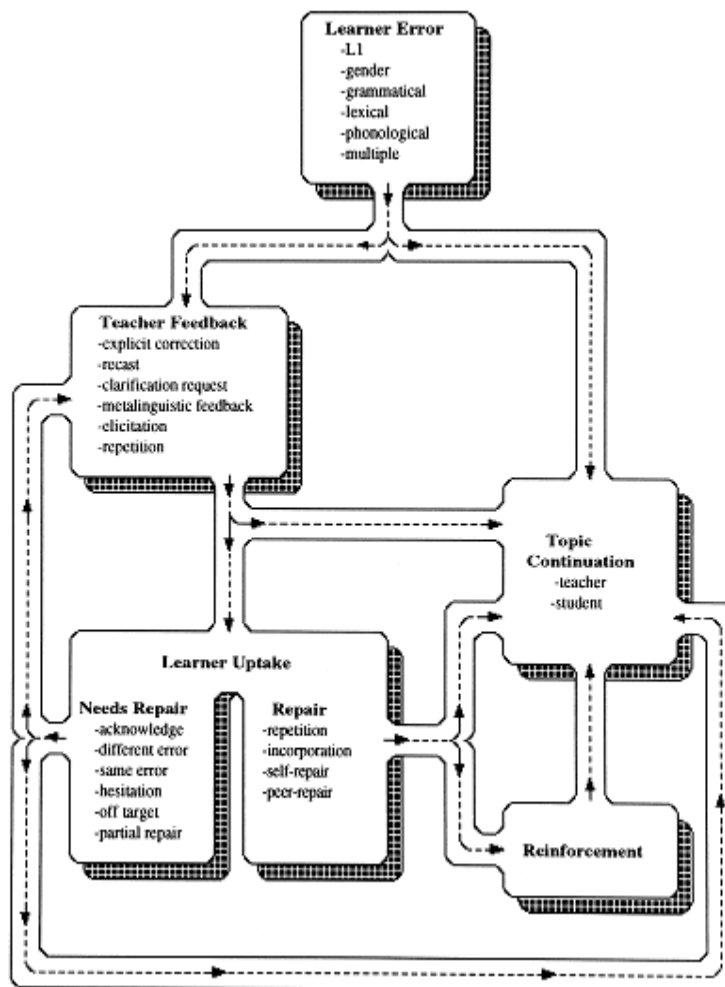 Learner Error
-L1
-gender
-grammatical
-lexical
-phonological
-multiple
Teacher Feedback
-explicit correction
-recast
-clarification request
-metalinguistic feedback
-elicitation
-repetition
Topic
Continuation
-teacher
-student
Learner Uptake
Needs Repair
-acknowledge
-different error
-same error
-hesitation
-off target
-partial repair
Repair
-repetition
-incorporation
-self-repair
-peer-repair
Reinforcement